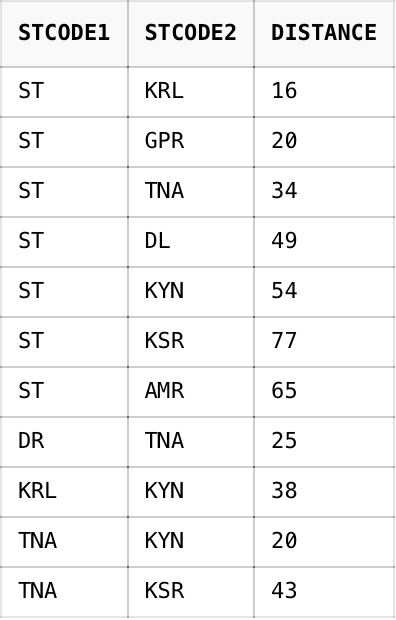 STCODE1 STCODE2 DISTANCE
ST KRL 16
ST GPR 20
ST TNA 34
ST DL 49
ST KYN 54
ST KSR 77
ST AMR 65
DR TNA 25
KRL KYN 38
TNA KYN 20
TNA KSR 43